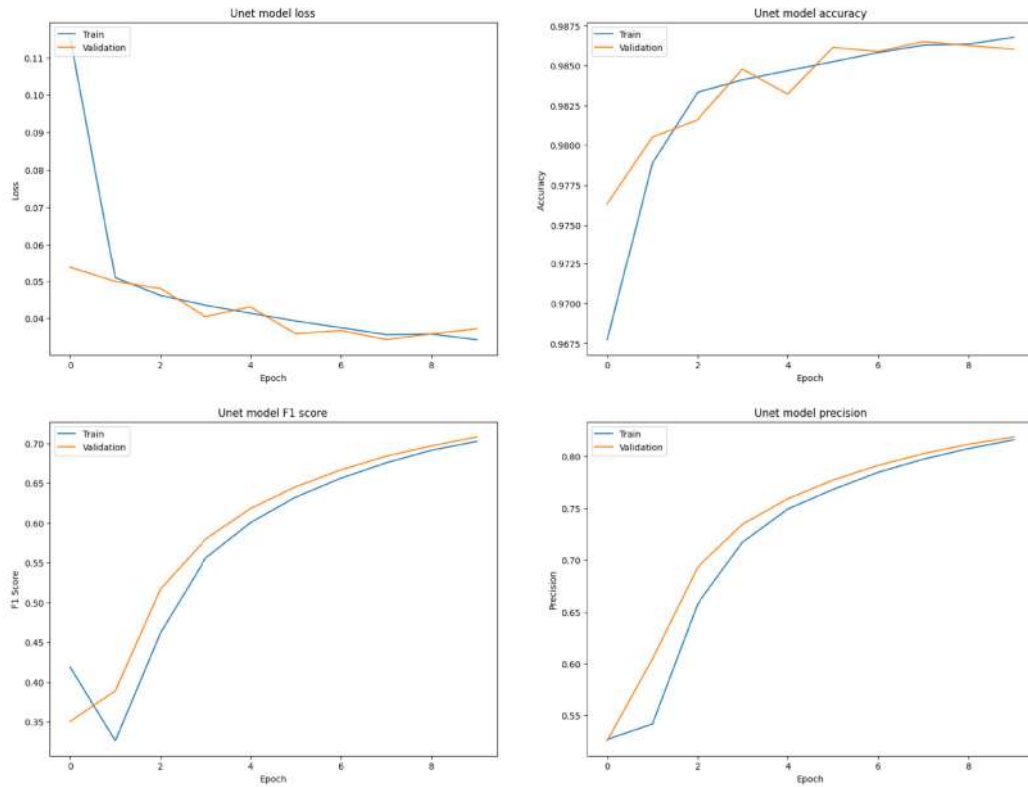 Unet model loss
Train
Validation
0.11
0.10
0.09
0.08
0.07
0.06
0.05
0.04
Loss
0 2 4 6 8
Epoch
Unet model accuracy
Train
Validation
0.9875
0.9850
0.9825
0.9800
0.9775
0.9750
0.9725
0.9700
0.9675
Accuracy
0 2 4 6 8
Epoch
Unet model F1 score
Train
Validation
0.70
0.65
0.60
0.55
0.50
0.45
0.40
0.35
F1 Score
0 2 4 6 8
Epoch
Unet model precision
Train
Validation
0.80
0.75
0.70
0.65
0.60
0.55
Precision
0 2 4 6 8
Epoch